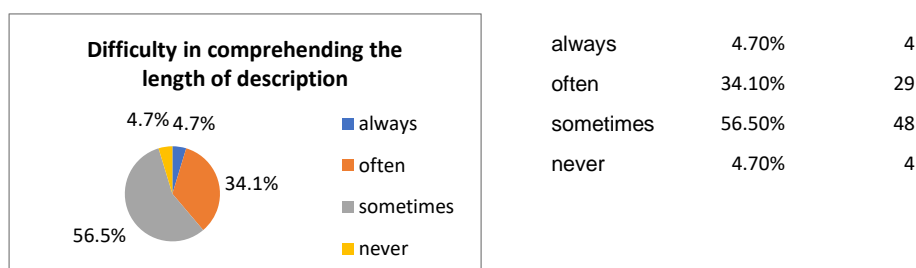 Difficulty in comprehending the
length of description
4.7% 4.7%
34.1%
56.5%
always
often
sometimes
never
always 4.70% 4
often 34.10% 29
sometimes 56.50% 48
never 4.70% 4